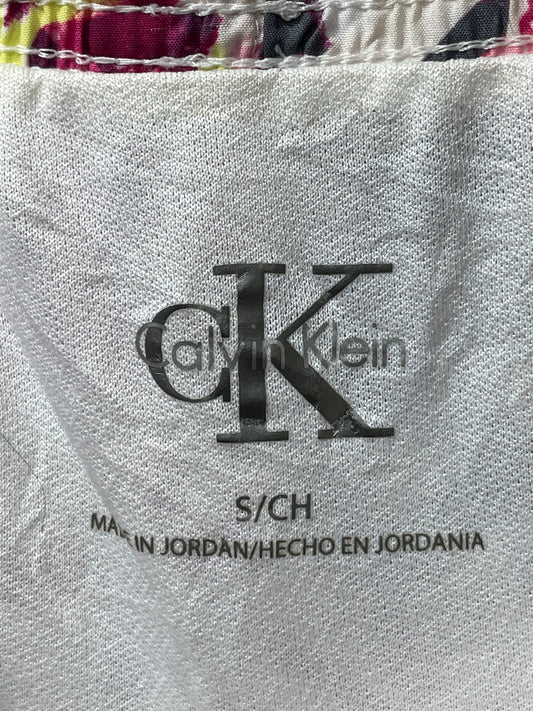 CK
Calvin Klein
S/CH
MADE IN JORDAN/HECHO EN JORDANIA